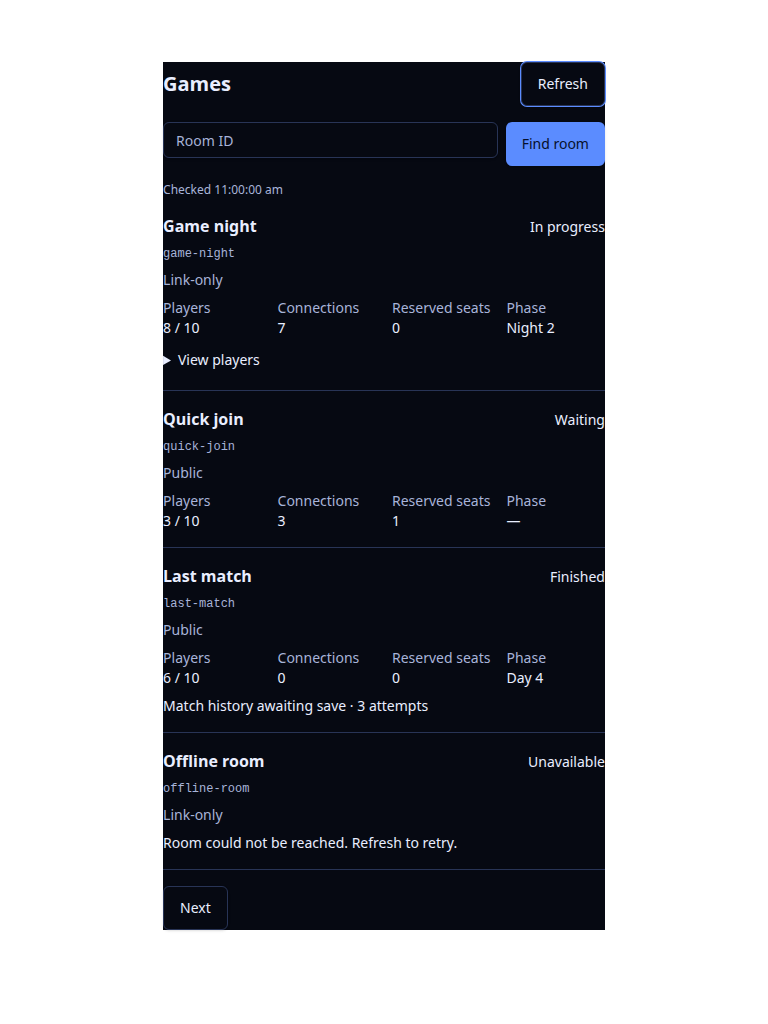 Games
Refresh
Room ID
Find room
Checked 11:00:00 am
Game night
In progress
game-night
Link-only
Players Connections Reserved seats Phase
8 / 10 7 0 Night 2
View players
Quick join
Waiting
quick-join
Public
Players Connections Reserved seats Phase
3 / 10 3 1 —
Last match
Finished
last-match
Public
Players Connections Reserved seats Phase
6 / 10 0 0 Day 4
Match history awaiting save · 3 attempts
Offline room
Unavailable
offline-room
Link-only
Room could not be reached. Refresh to retry.
Next